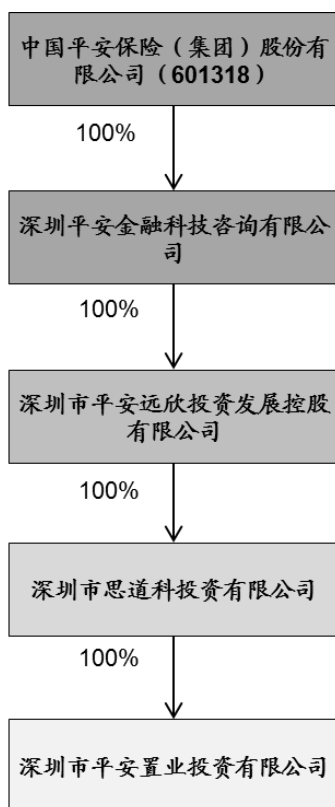 中国平安保险（集团）股份有
限公司（601318）
100%
深圳平安金融科技咨询有限公
司
100%
深圳市平安远欣投资发展控股
有限公司
100%
深圳市思道科投资有限公司
100%
深圳市平安置业投资有限公司